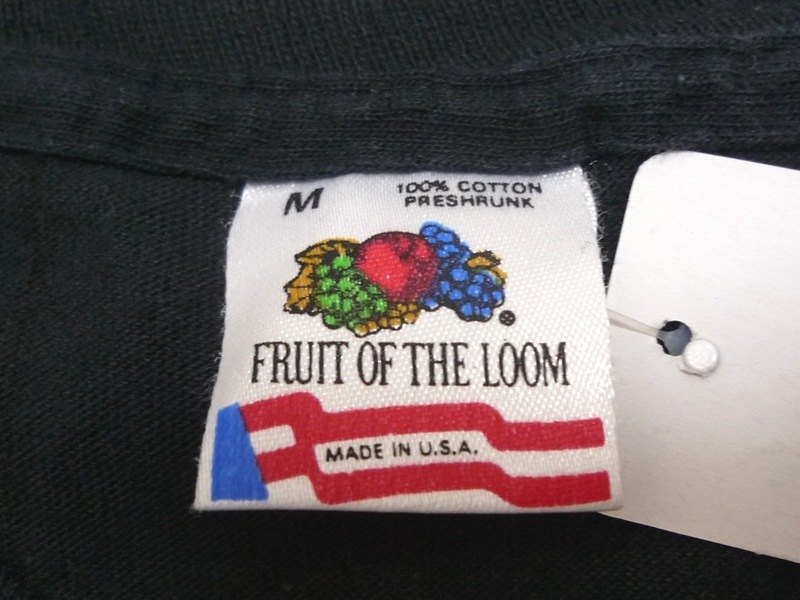 M
100% COTTON
PRESHRUNK
®
FRUIT OF THE LOOM
MADE IN U.S.A.